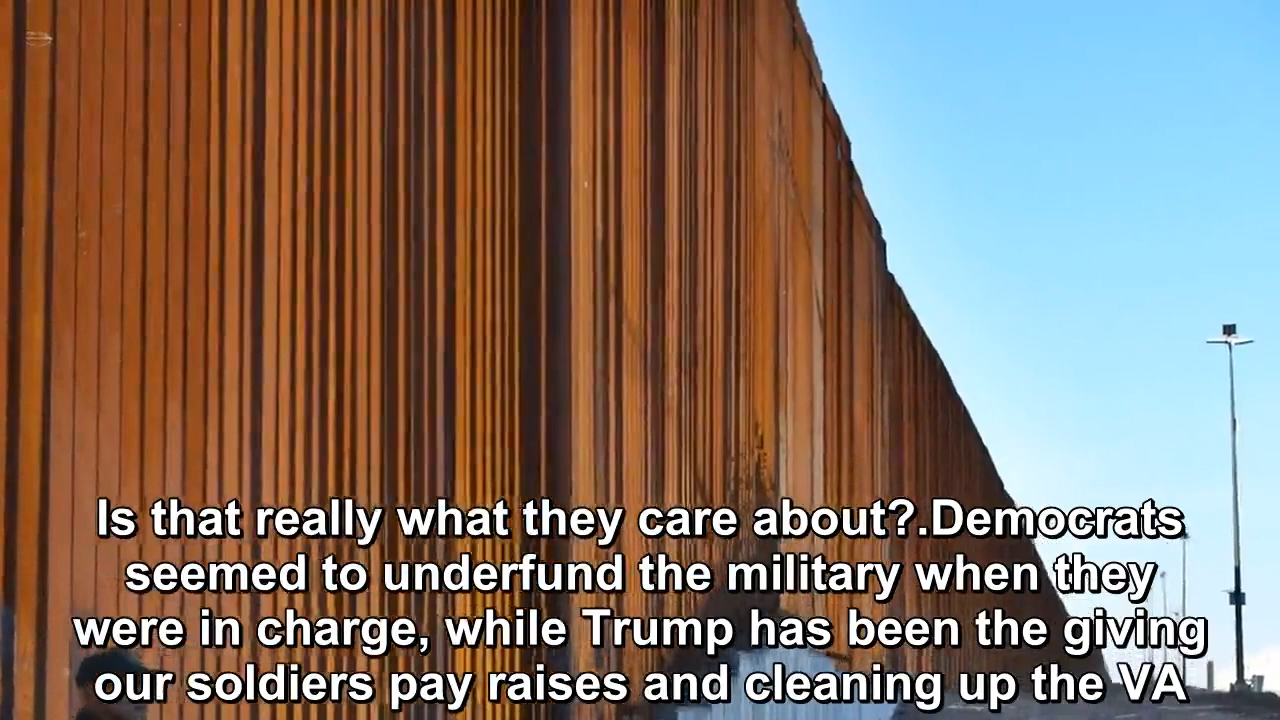 Is that really what they care about?.Democrats
seemed to underfund the military when they
were in charge, while Trump has been the giving
our soldiers pay raises and cleaning up the VA